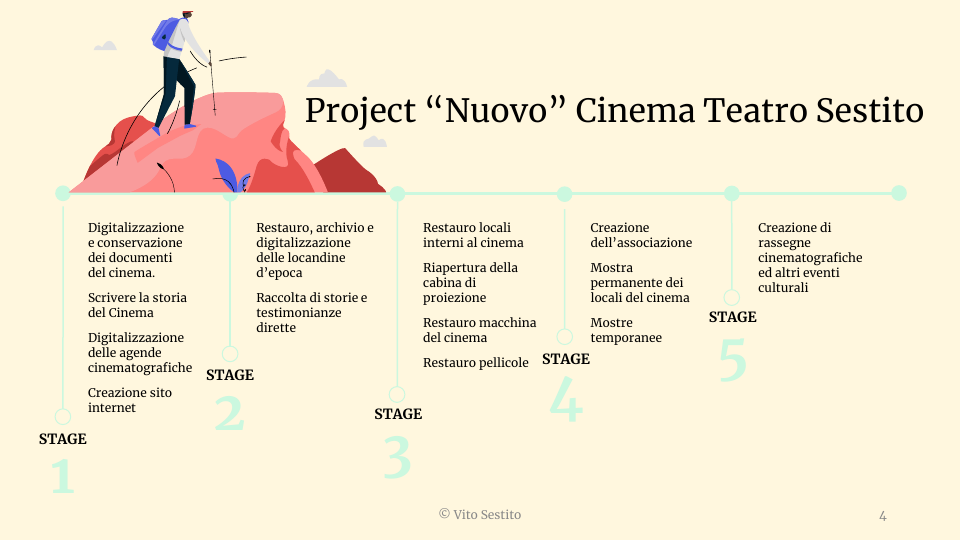 Project “Nuovo” Cinema Teatro Sestito
Digitalizzazione
e conservazione
dei documenti
del cinema.
Scrivere la storia
del Cinema
Digitalizzazione
delle agende
cinematografiche
Creazione sito
internet
STAGE
1
Restauro, archivio e
digitalizzazione
delle locandine
d’epoca
Raccolta di storie e
testimonianze
dirette
STAGE
2
Restauro locali
interni al cinema
Riapertura della
cabina di
proiezione
Restauro macchina
del cinema
Restauro pellicole
STAGE
3
Creazione
dell’associazione
Mostra
permanente dei
locali del cinema
Mostre
temporanee
STAGE
4
Creazione di
rassegne
cinematografiche
ed altri eventi
culturali
STAGE
5
© Vito Sestito
4